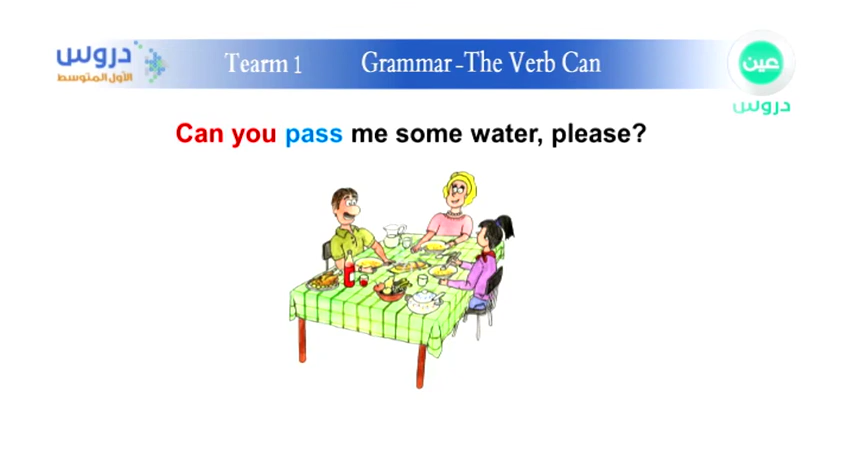 دروس
الأول المتوسط
Tearm 1
Grammar -The Verb Can
عين
دروس
Can you pass me some water, please?